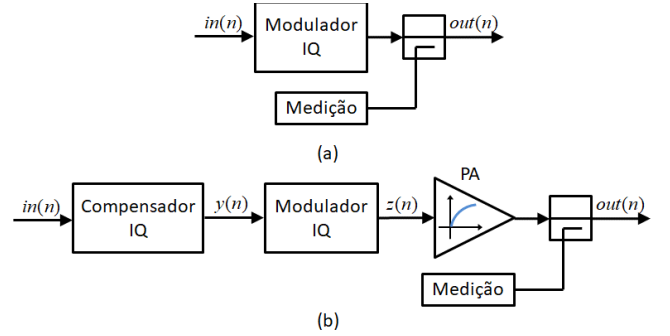 in(n)
Modulador
IQ
out(n)
Medição
(a)
PA
in(n)
Compensador
IQ
y(n)
Modulador
IQ
z(n)
out(n)
Medição
(b)